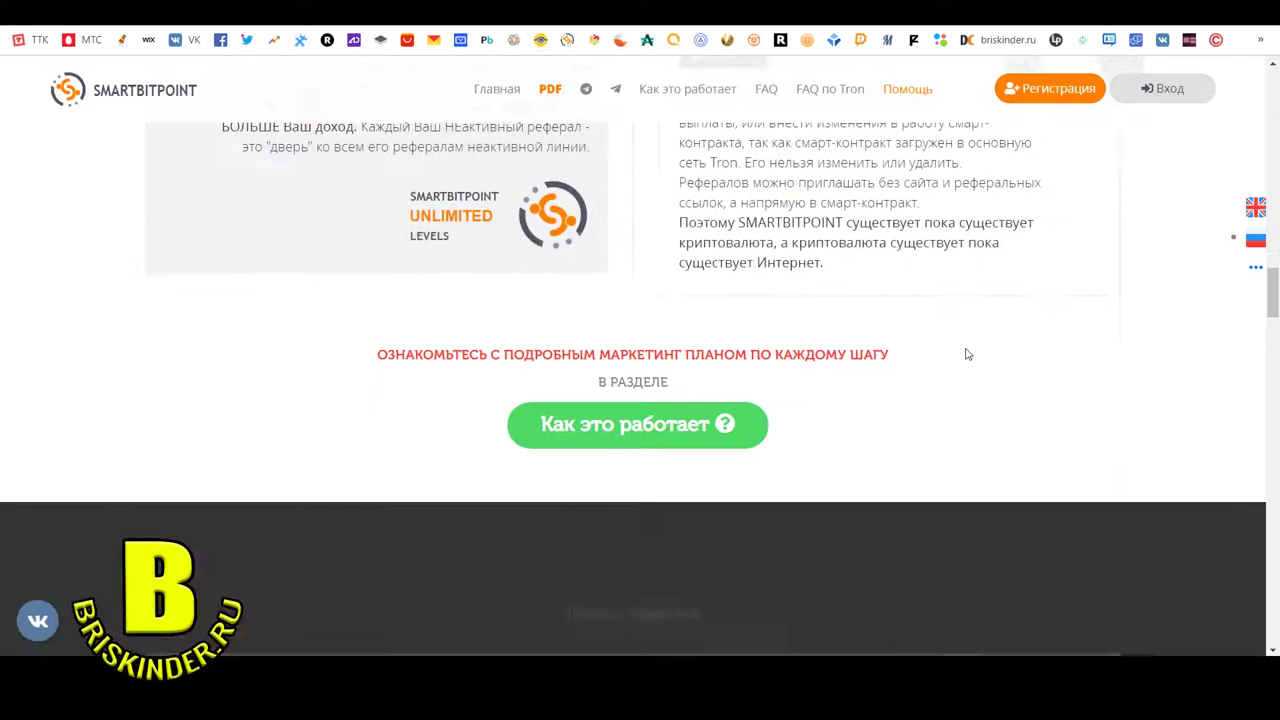 ТТК МТС WIX VK Pb briskinder.ru Lp
SMARTBITPOINT
Главная PDF Как это работает FAQ FAQ по Tron Помощь
Регистрация Вход
БОЛЬШЕ Ваш доход. Каждый Ваш НЕактивный реферал -
это "дверь" ко всем его рефералам неактивной линии.
SMARTBITPOINT
UNLIMITED
LEVELS
выплаты, или внести изменения в работу смарт-
контракта, так как смарт-контракт загружен в основную
сеть Tron. Его нельзя изменить или удалить.
Рефералов можно приглашать без сайта и реферальных
ссылок, а напрямую в смарт-контракт.
Поэтому SMARTBITPOINT существует пока существует
криптовалюта, а криптовалюта существует пока
существует Интернет.
ОЗНАКОМЬТЕСЬ С ПОДРОБНЫМ МАРКЕТИНГ ПЛАНОМ ПО КАЖДОМУ ШАГУ
В РАЗДЕЛЕ
Как это работает ?
B
BRISKINDER.RU